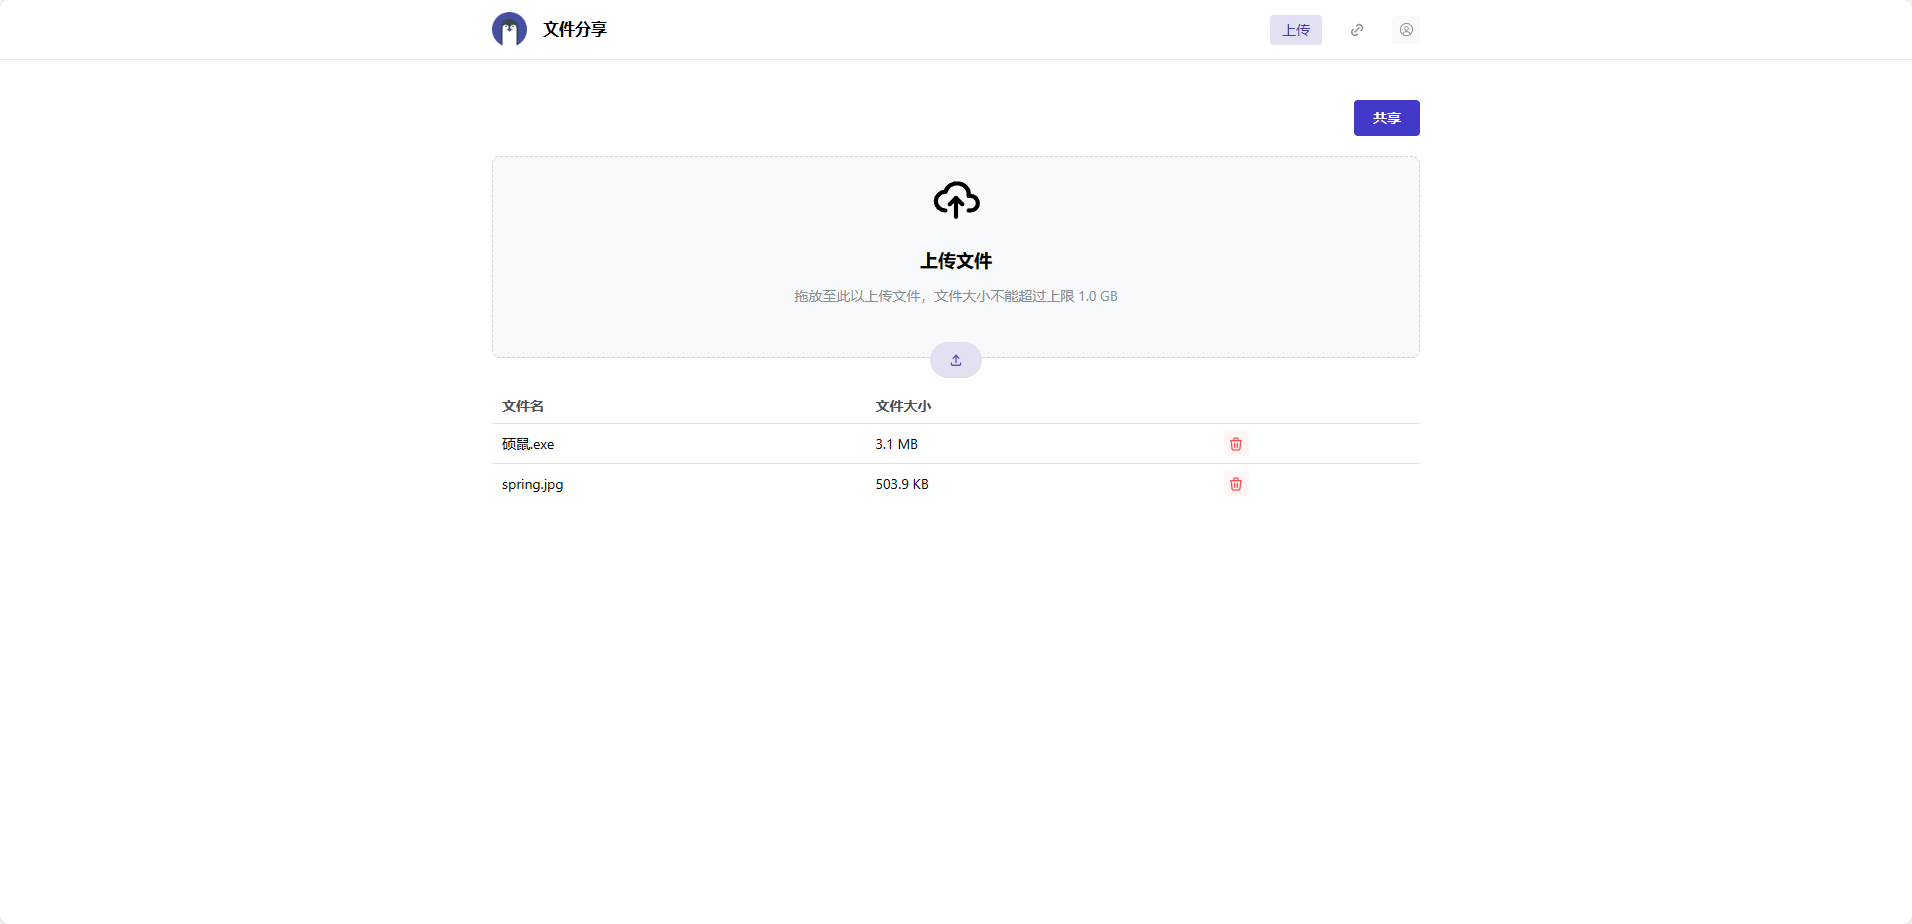 文件分享
上传
共享
上传文件
拖放至此以上传文件，文件大小不能超过上限 1.0 GB
文件名 文件大小
硕鼠.exe 3.1 MB
spring.jpg 503.9 KB